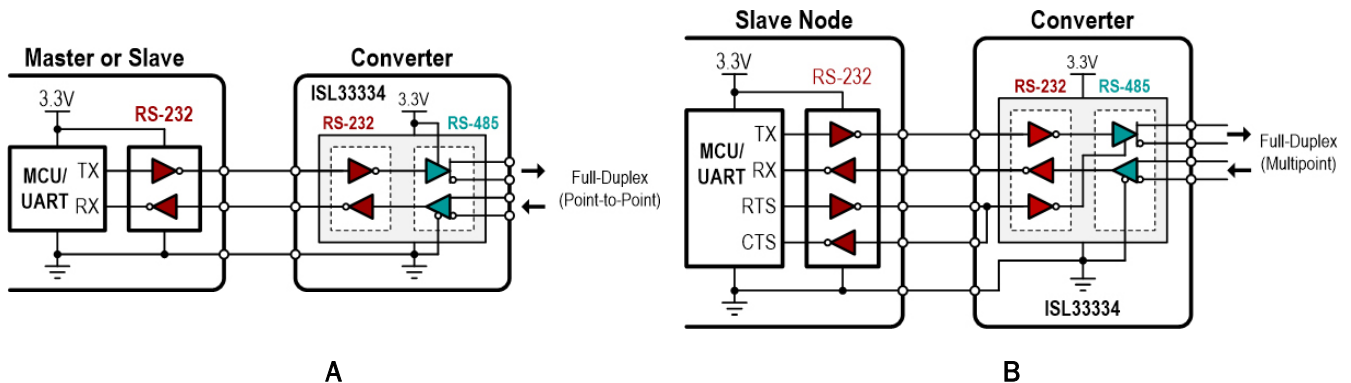 Master or Slave
Converter
3.3V
RS-232
MCU/
UART
TX
RX
ISL33334
3.3V
RS-232
RS-485
Full-Duplex
(Point-to-Point)
A
Slave Node
Converter
3.3V
RS-232
MCU/
UART
TX
RX
RTS
CTS
3.3V
RS-232
RS-485
Full-Duplex
(Multipoint)
ISL33334
B